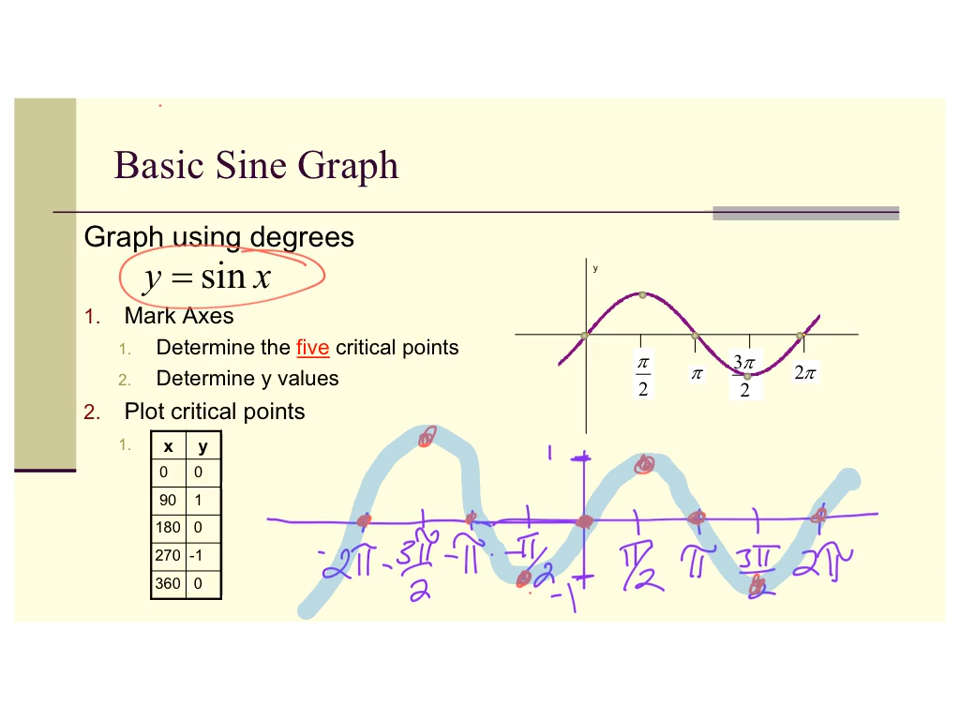 Basic Sine Graph
Graph using degrees
y = sin x
1. Mark Axes
1. Determine the five critical points
2. Determine y values
2. Plot critical points
1.
x y
0 0
90 1
180 0
270 -1
360 0
y
π/2 π 3π/2 2π
1
-2π -3π/2 -π -π/2 π/2 π 3π/2 2π
-1